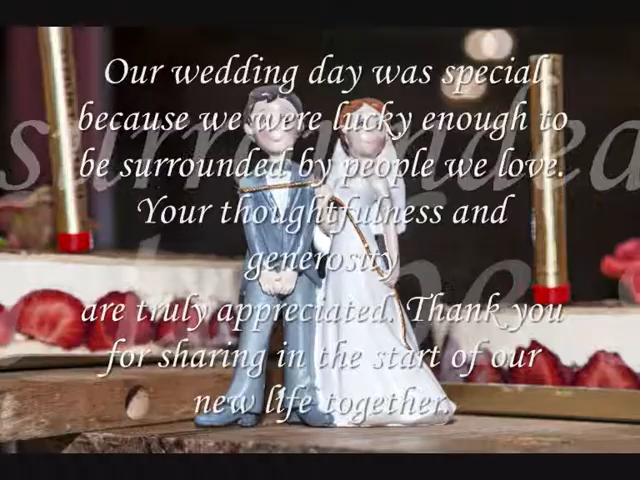 Our wedding day was special
because we were lucky enough to
be surrounded by people we love.
Your thoughtfulness and
generosity
are truly appreciated. Thank you
for sharing in the start of our
new life together.
surrounded